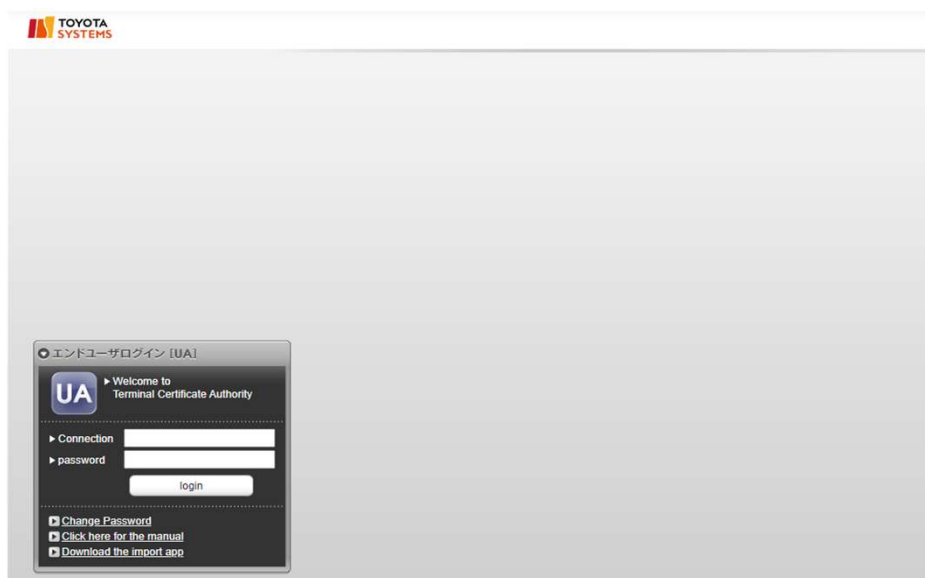 TOYOTA
SYSTEMS
エンドユーザログイン [UA]
UA
Welcome to
Terminal Certificate Authority
Connection
password
login
Change Password
Click here for the manual
Download the import app